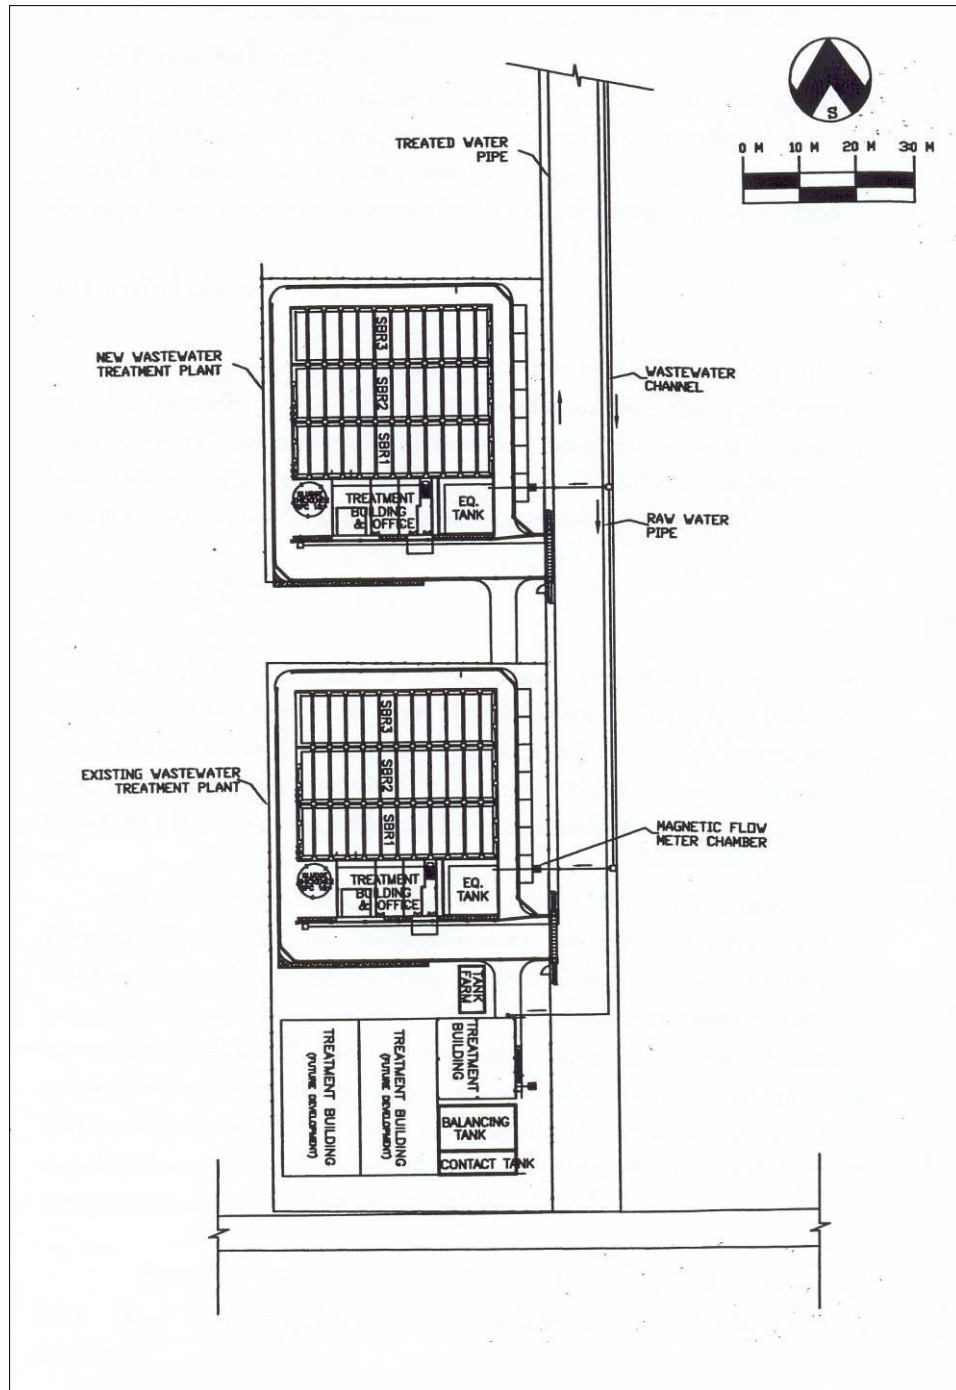 S
0 M 10 M 20 M 30 M
TREATED WATER
PIPE
NEW WASTEWATER
TREATMENT PLANT
SBR3
SBR2
SBR1
TREATMENT
BUILDING
& OFFICE
EQ.
TANK
WASTEWATER
CHANNEL
RAW WATER
PIPE
EXISTING WASTEWATER
TREATMENT PLANT
SBR3
SBR2
SBR1
TREATMENT
BUILDING
& OFFICE
EQ.
TANK
MAGNETIC FLOW
METER CHAMBER
TANK
FARM
TREATMENT BUILDING
(FUTURE DEVELOPMENT)
TREATMENT BUILDING
(FUTURE DEVELOPMENT)
TREATMENT
BUILDING
BALANCING
TANK
CONTACT TANK